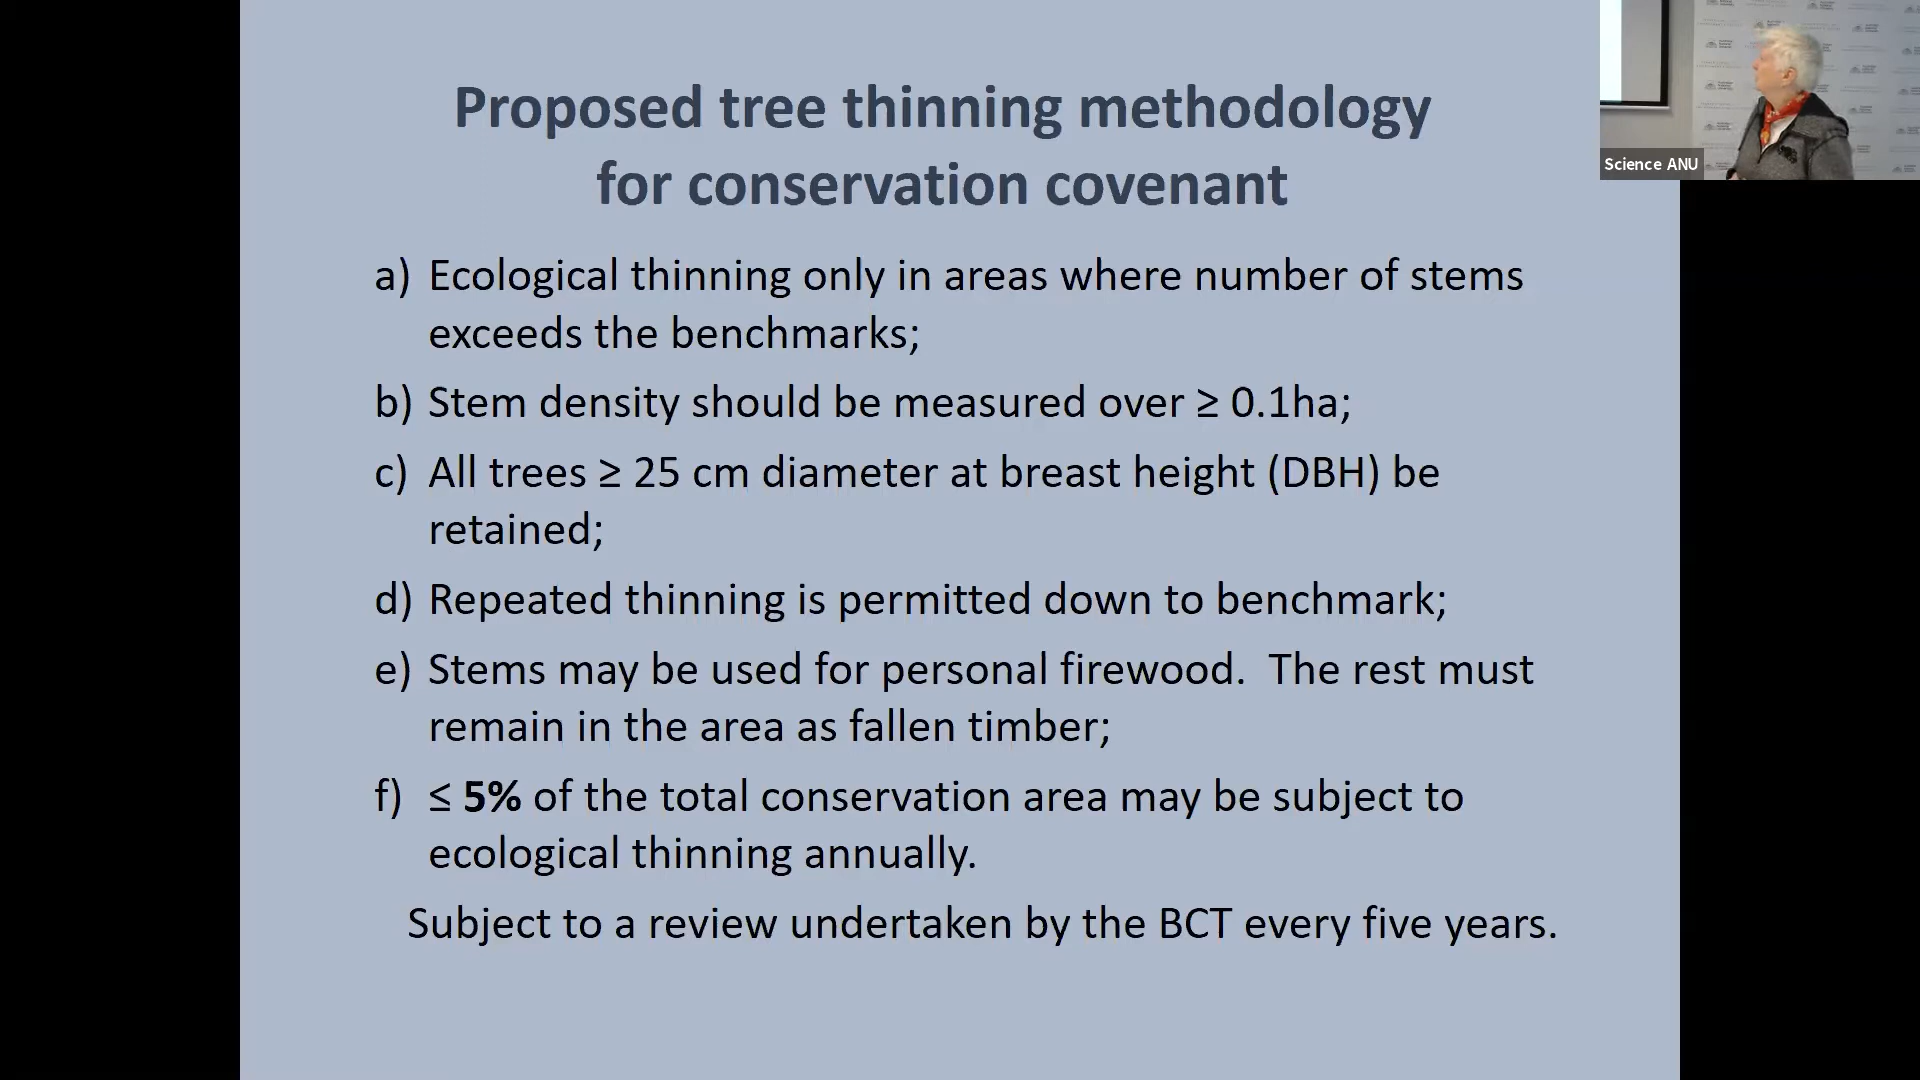 Proposed tree thinning methodology
for conservation covenant
a) Ecological thinning only in areas where number of stems
exceeds the benchmarks;
b) Stem density should be measured over ≥ 0.1ha;
c) All trees ≥ 25 cm diameter at breast height (DBH) be
retained;
d) Repeated thinning is permitted down to benchmark;
e) Stems may be used for personal firewood.  The rest must
remain in the area as fallen timber;
f) ≤ 5% of the total conservation area may be subject to
ecological thinning annually.
Subject to a review undertaken by the BCT every five years.
Science ANU